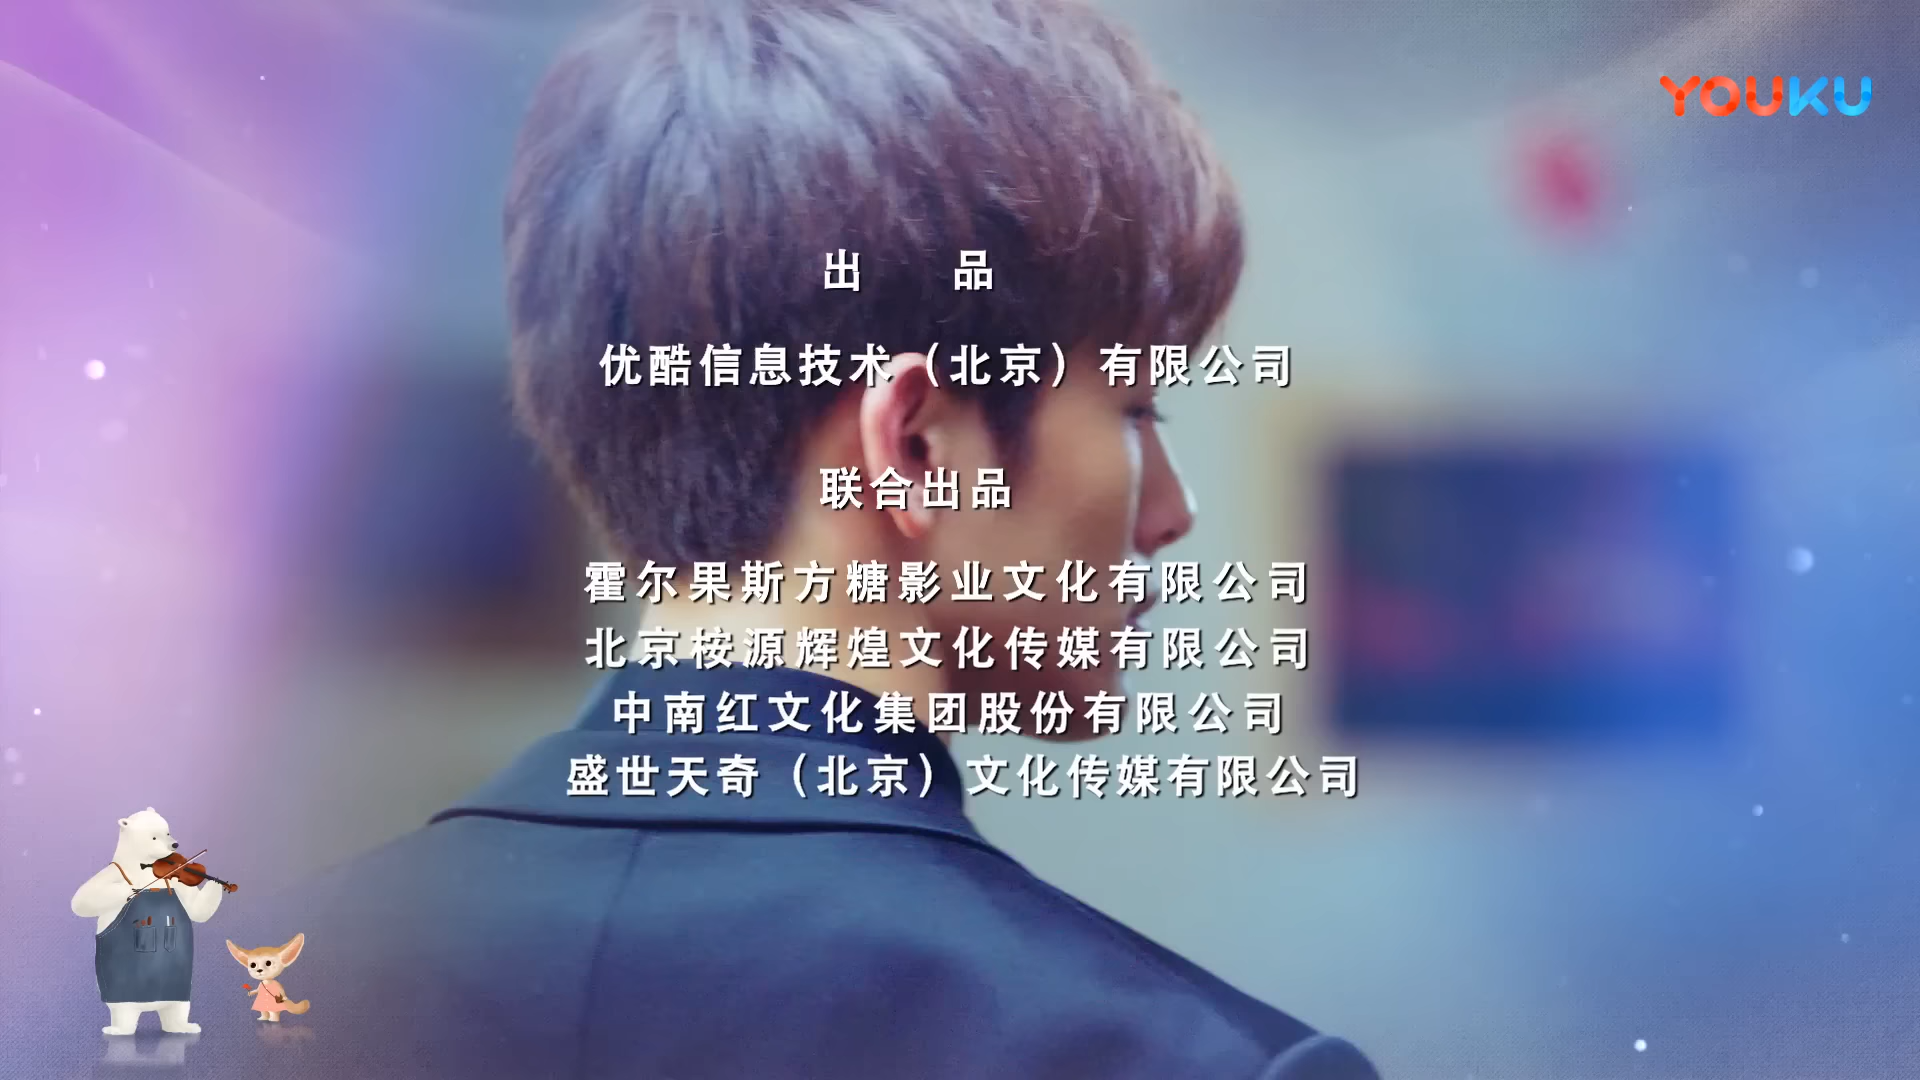 YOUKU
出 品
优酷信息技术（北京）有限公司
联合出品
霍尔果斯方糖影业文化有限公司
北京桉源辉煌文化传媒有限公司
中南红文化集团股份有限公司
盛世天奇（北京）文化传媒有限公司